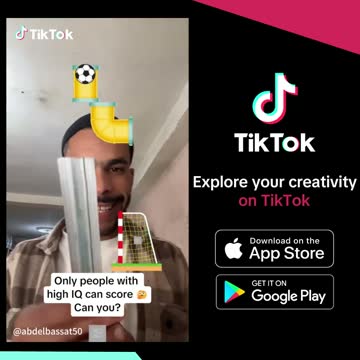 TikTok
Only people with
high IQ can score 🤔
Can you?
@abdelbassat50
TikTok
Explore your creativity
on TikTok
Download on the
App Store
GET IT ON
Google Play